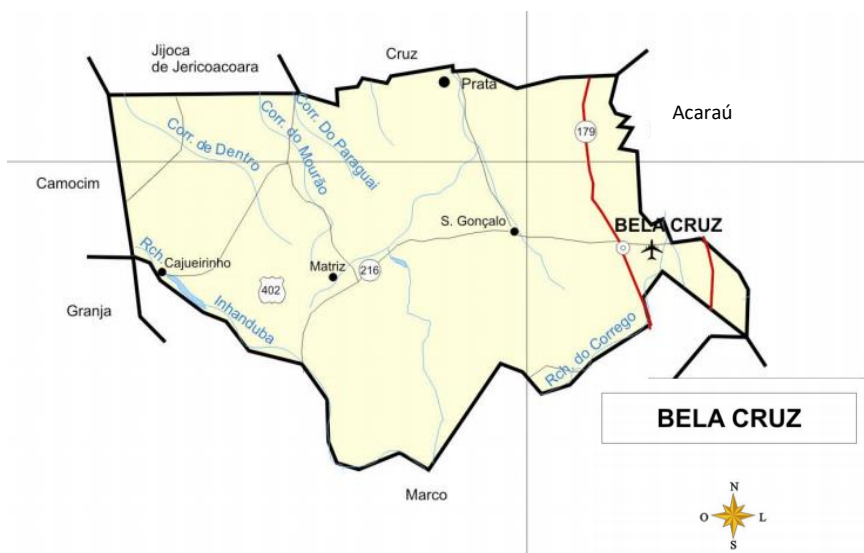 Jijoca
de Jericoacoara
Cruz
Prata
Acaraú
179
Corr. de Dentro
Corr. do Mourão
Corr. Do Paraguai
Camocim
S. Gonçalo
BELA CRUZ
Rch.
Cajueirinho
Matriz
216
402
Inhanduba
Granja
Rch. do Corrego
BELA CRUZ
Marco
N
O
L
S